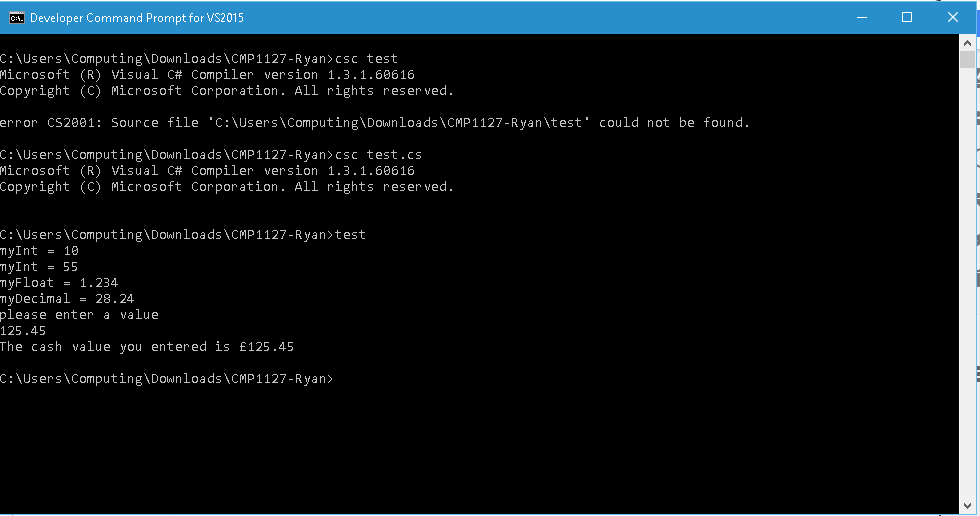 Developer Command Prompt for VS2015
C:\Users\Computing\Downloads\CMP1127-Ryan>csc test
Microsoft (R) Visual C# Compiler version 1.3.1.60616
Copyright (C) Microsoft Corporation. All rights reserved.
error CS2001: Source file 'C:\Users\Computing\Downloads\CMP1127-Ryan\test' could not be found.
C:\Users\Computing\Downloads\CMP1127-Ryan>csc test.cs
Microsoft (R) Visual C# Compiler version 1.3.1.60616
Copyright (C) Microsoft Corporation. All rights reserved.
C:\Users\Computing\Downloads\CMP1127-Ryan>test
myInt = 10
myInt = 55
myFloat = 1.234
myDecimal = 28.24
please enter a value
125.45
The cash value you entered is £125.45
C:\Users\Computing\Downloads\CMP1127-Ryan>